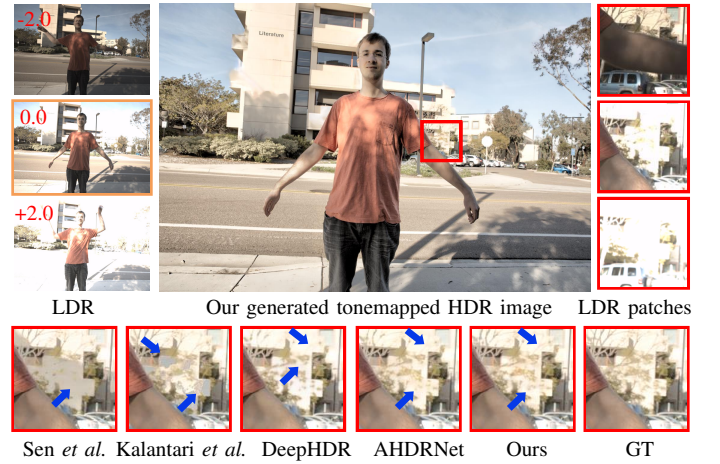 -2.0
Literature
0.0
+2.0
LDR
Our generated tonemapped HDR image
LDR patches
Sen et al.
Kalantari et al.
DeepHDR
AHDRNet
Ours
GT